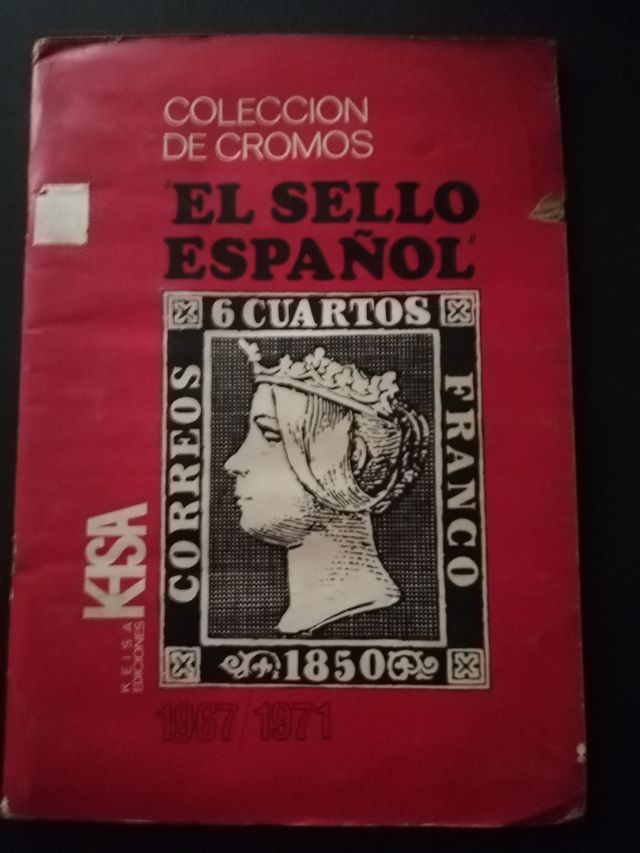 COLECCION
DE CROMOS
"EL SELLO
ESPAÑOL"
6 CUARTOS
CORREOS
FRANCO
1850
KEISA
KEISA
EDICIONES
1967/1971